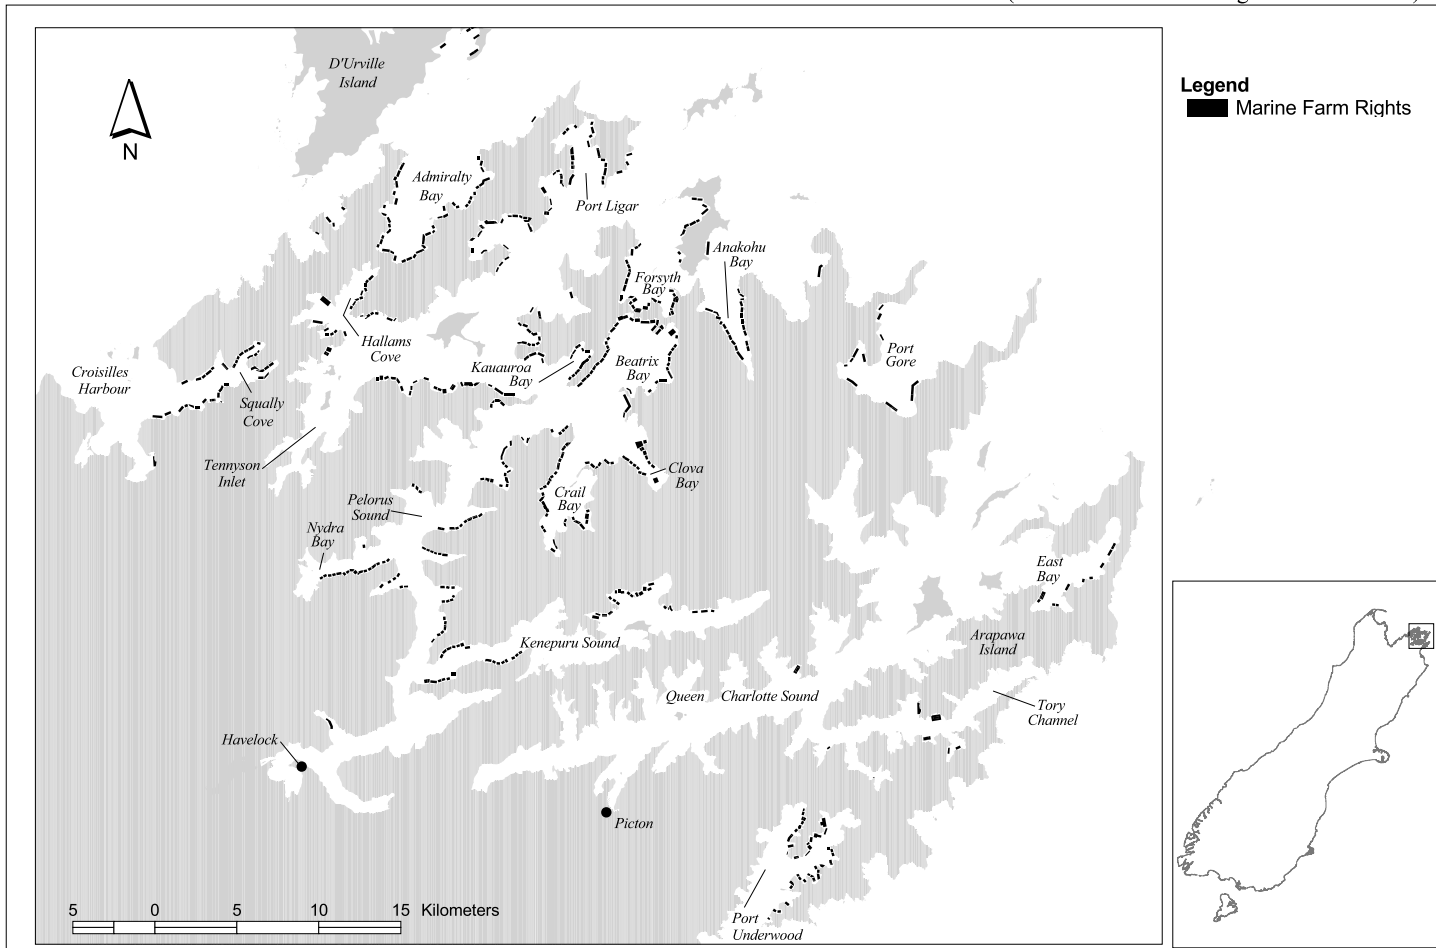 D'Urville
Island
N
Legend
Marine Farm Rights
Admiralty
Bay
Port Ligar
Anakohu
Bay
Forsyth
Bay
Hallams
Cove
Kauauroa
Bay
Beatrix
Bay
Port
Gore
Croisilles
Harbour
Squally
Cove
Tennyson
Inlet
Clova
Bay
Crail
Bay
Pelorus
Sound
Nydra
Bay
East
Bay
Arapawa
Island
Kenepuru Sound
Queen Charlotte Sound
Tory
Channel
Havelock
Picton
Port
Underwood
5 0 5 10 15 Kilometers